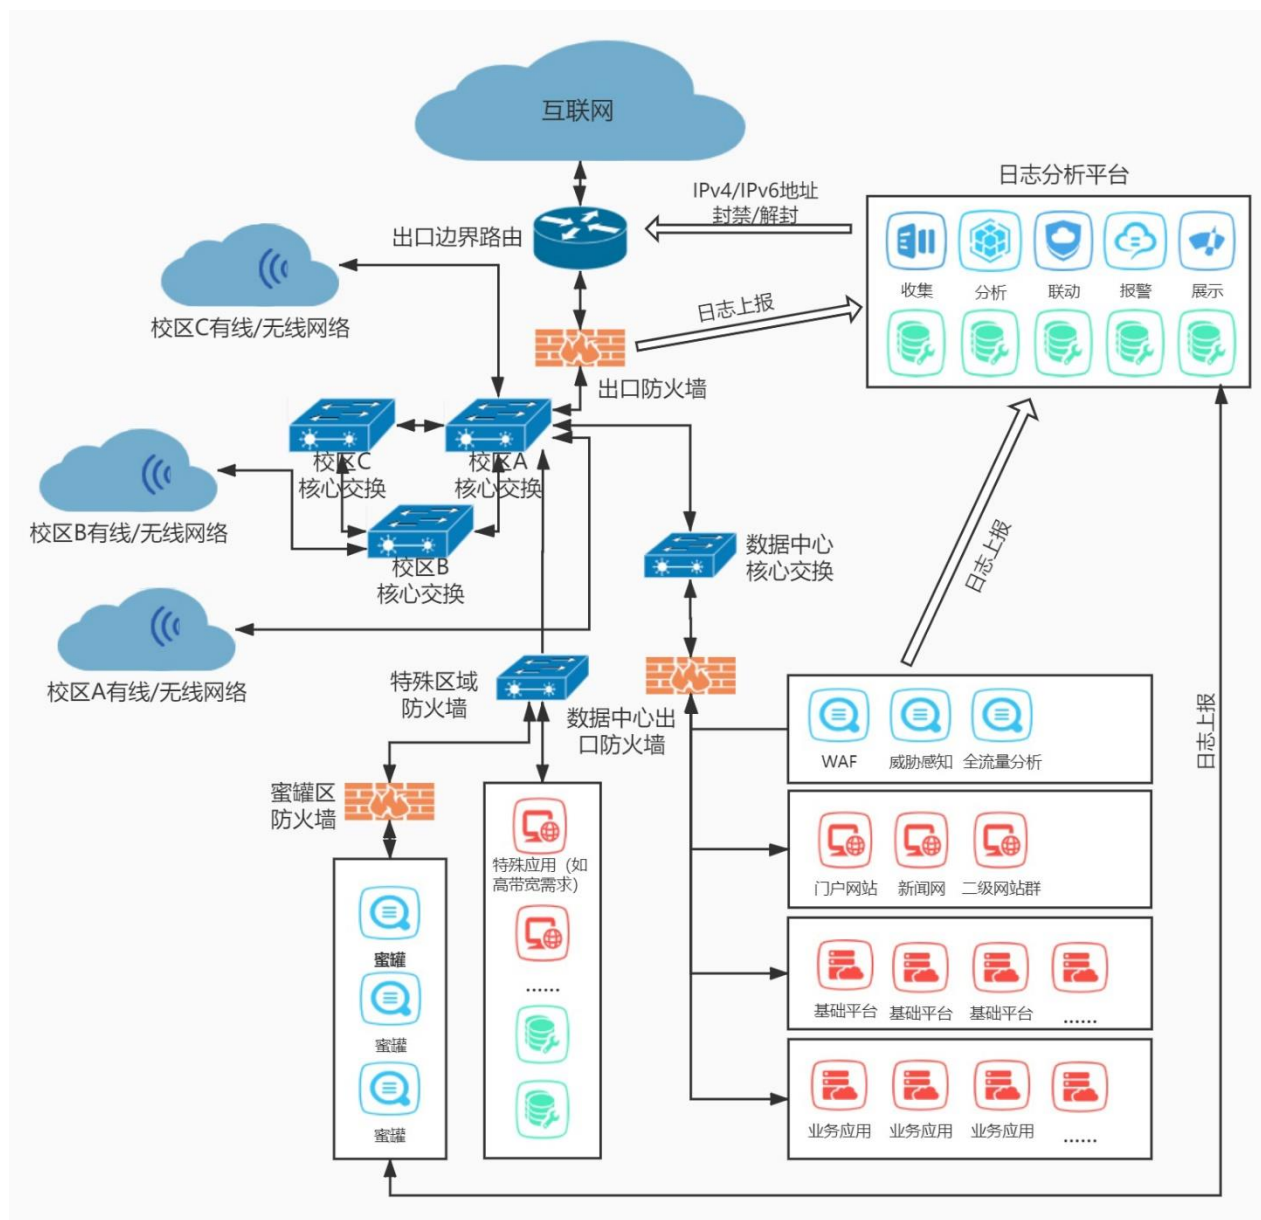 互联网
日志分析平台
IPv4/IPv6地址
封禁/解封
出口边界路由
收集
分析
联动
报警
展示
日志上报
校区C有线/无线网络
出口防火墙
校区C
核心交换
校区A
核心交换
校区B有线/无线网络
校区B
核心交换
数据中心
核心交换
日志上报
校区A有线/无线网络
特殊区域
防火墙
数据中心出
口防火墙
日志上报
WAF
威胁感知
全流量分析
蜜罐区
防火墙
特殊应用（如
高带宽需求）
......
门户网站
新闻网
二级网站群
蜜罐
蜜罐
蜜罐
基础平台
基础平台
基础平台
......
业务应用
业务应用
业务应用
......